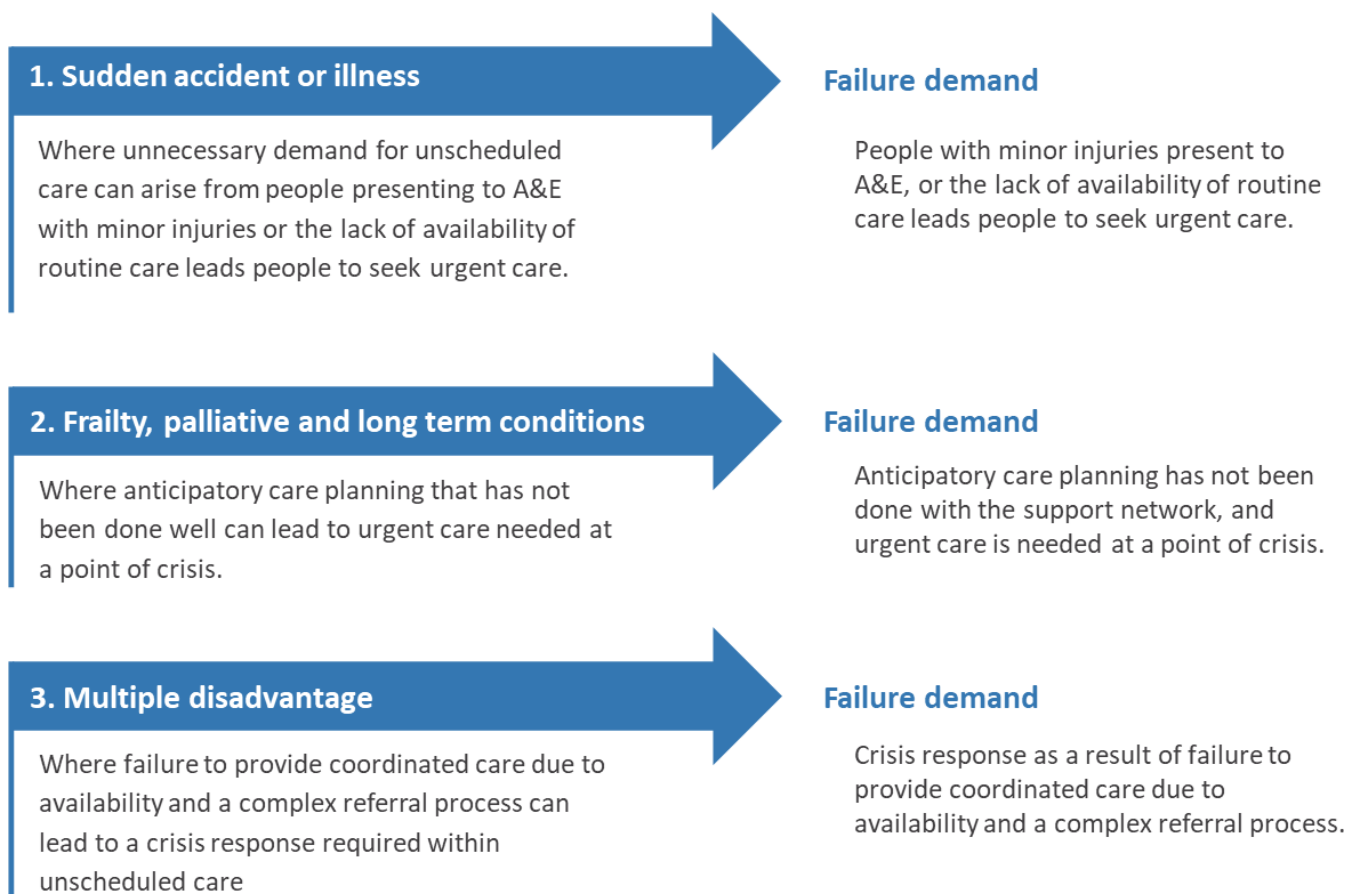 1. Sudden accident or illness
Where unnecessary demand for unscheduled
care can arise from people presenting to A&E
with minor injuries or the lack of availability of
routine care leads people to seek urgent care.
Failure demand
People with minor injuries present to
A&E, or the lack of availability of routine
care leads people to seek urgent care.
2. Frailty, palliative and long term conditions
Where anticipatory care planning that has not
been done well can lead to urgent care needed at
a point of crisis.
Failure demand
Anticipatory care planning has not been
done with the support network, and
urgent care is needed at a point of crisis.
3. Multiple disadvantage
Where failure to provide coordinated care due to
availability and a complex referral process can
lead to a crisis response required within
unscheduled care
Failure demand
Crisis response as a result of failure to
provide coordinated care due to
availability and a complex referral process.